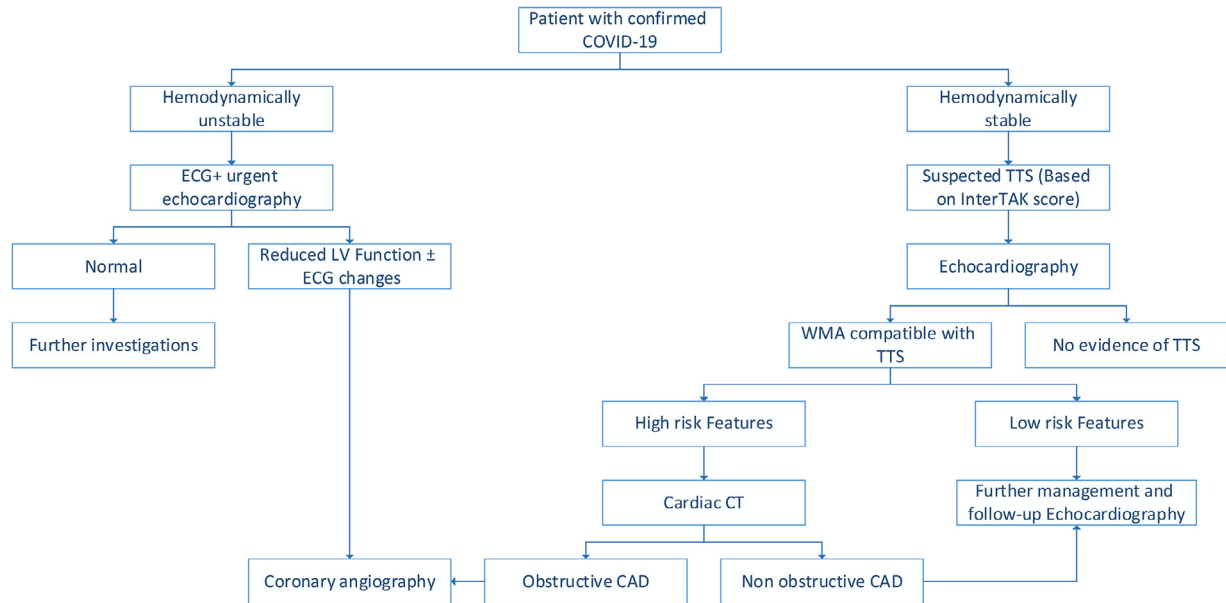 Patient with confirmed
COVID-19
Hemodynamically
unstable
Hemodynamically
stable
ECG+ urgent
echocardiography
Suspected TTS (Based
on InterTAK score)
Normal
Reduced LV Function ±
ECG changes
Echocardiography
Further investigations
WMA compatible with
TTS
No evidence of TTS
High risk Features
Low risk Features
Cardiac CT
Further management and
follow-up Echocardiography
Coronary angiography
Obstructive CAD
Non obstructive CAD